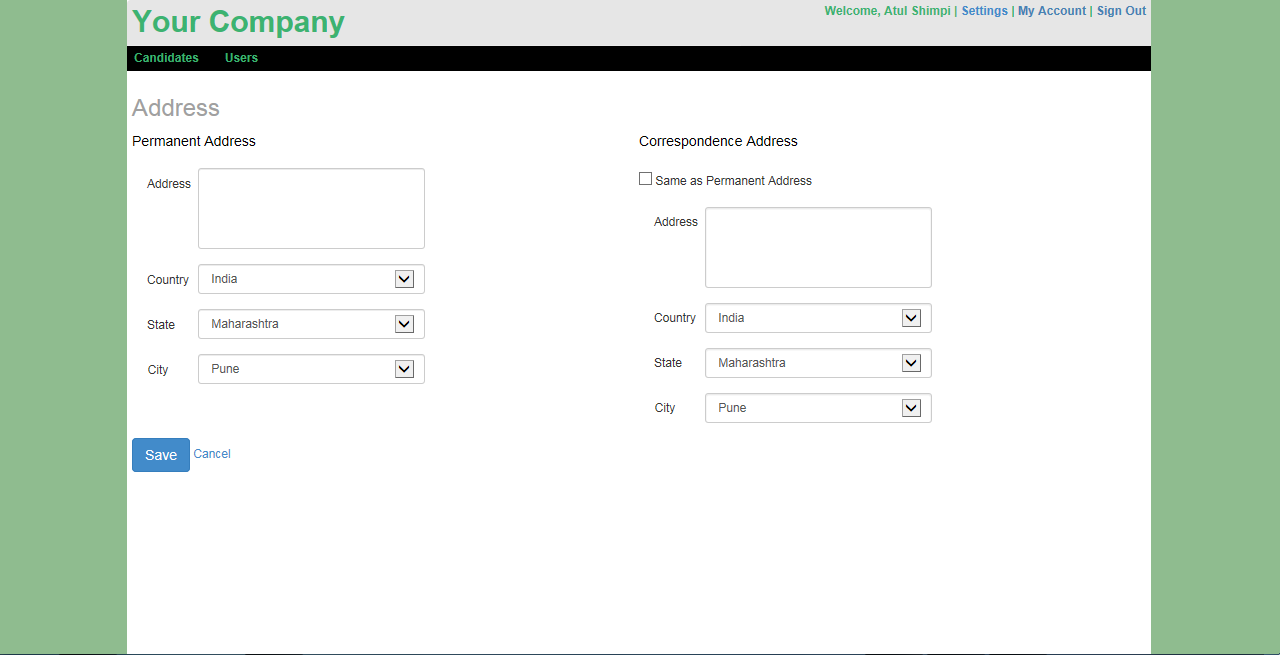 Your Company
Welcome, Atul Shimpi | Settings | My Account | Sign Out
Candidates Users
Address
Permanent Address
Address
Country India
State Maharashtra
City Pune
Correspondence Address
Same as Permanent Address
Address
Country India
State Maharashtra
City Pune
Save Cancel